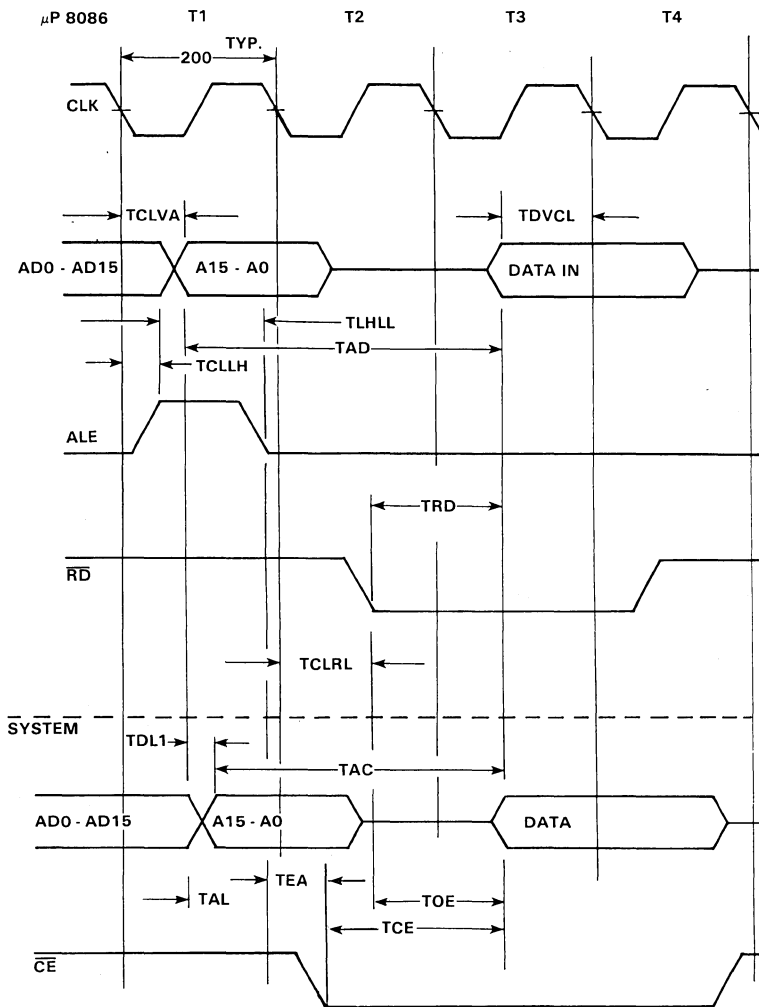 μP 8086 T1 T2 T3 T4
TYP.
200
CLK
TCLVA TDVCL
AD0 - AD15 A15 - A0 DATA IN
TLHLL
TAD
TCLLH
ALE
TRD
RD
TCLRL
SYSTEM
TDL1
TAC
AD0 - AD15 A15 - A0 DATA
TEA
TAL TOE
TCE
CE